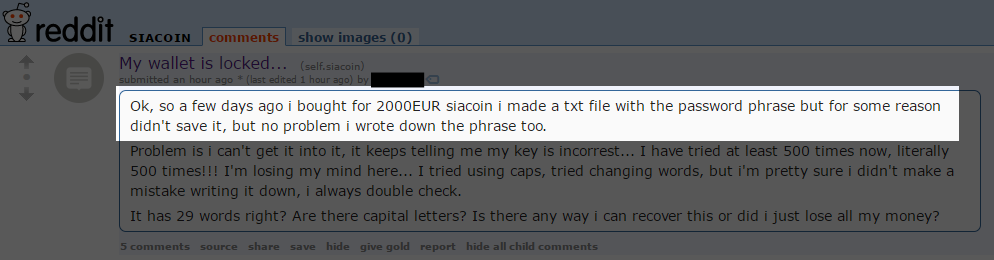 reddit SIACOIN comments show images (0)
My wallet is locked... (self.siacoin)
submitted an hour ago * (last edited 1 hour ago) by
Ok, so a few days ago i bought for 2000EUR siacoin i made a txt file with the password phrase but for some reason
didn't save it, but no problem i wrote down the phrase too.
Problem is i can't get it into it, it keeps telling me my key is incorrest... I have tried at least 500 times now, literally
500 times!!! I'm losing my mind here... I tried using caps, tried changing words, but i'm pretty sure i didn't make a
mistake writing it down, i always double check.
It has 29 words right? Are there capital letters? Is there any way i can recover this or did i just lose all my money?
5 comments source share save hide give gold report hide all child comments